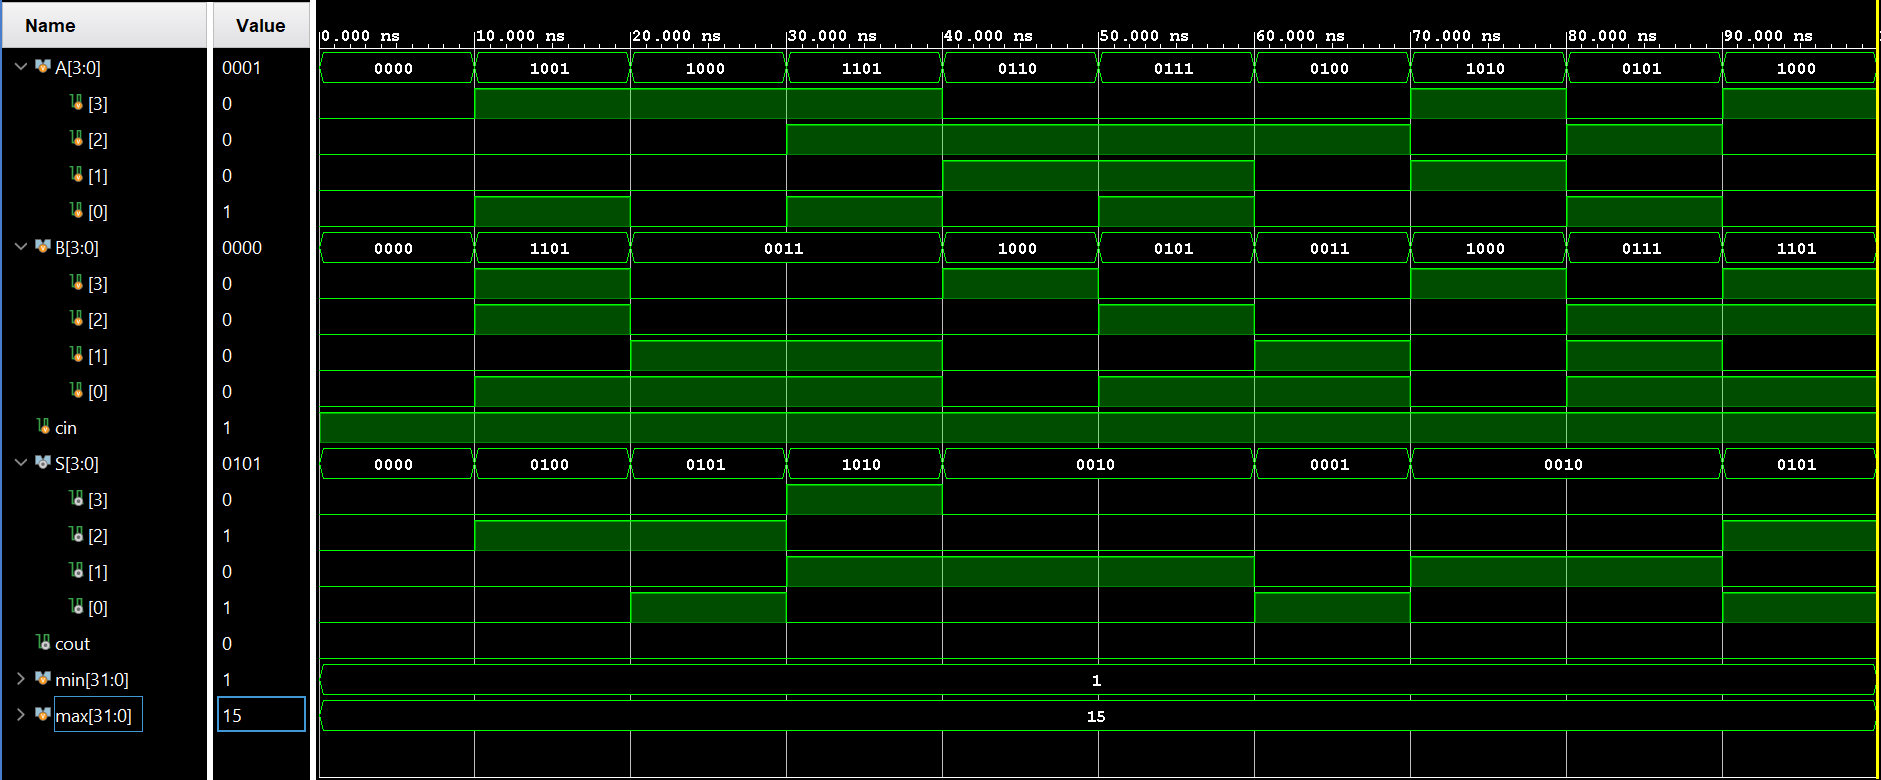 Name Value
0.000 ns 10.000 ns 20.000 ns 30.000 ns 40.000 ns 50.000 ns 60.000 ns 70.000 ns 80.000 ns 90.000 ns
A[3:0] 0001 0000 1001 1000 1101 0110 0111 0100 1010 0101 1000
[3] 0
[2] 0
[1] 0
[0] 1
B[3:0] 0000 0000 1101 0011 1000 0101 0011 1000 0111 1101
[3] 0
[2] 0
[1] 0
[0] 0
cin 1
S[3:0] 0101 0000 0100 0101 1010 0010 0001 0010 0101
[3] 0
[2] 1
[1] 0
[0] 1
cout 0
min[31:0] 1 1
max[31:0] 15 15